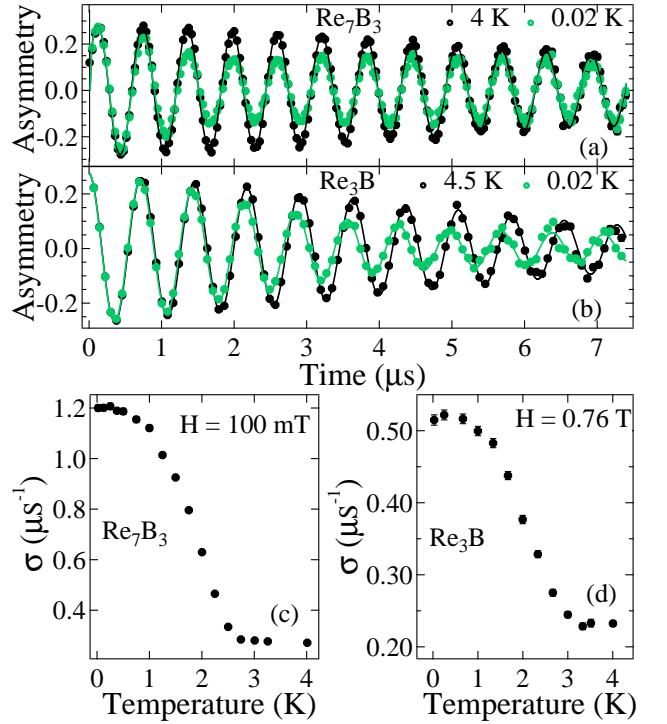 Re7B3 4 K 0.02 K
Asymmetry
0.2
0.0
-0.2
(a)
Re3B 4.5 K 0.02 K
Asymmetry
0.2
0.0
-0.2
(b)
0 1 2 3 4 5 6 7
Time (μs)
1.2
1.0
0.8
0.6
0.4
σ (μs-1)
H = 100 mT
Re7B3
(c)
0 1 2 3 4
Temperature (K)
0.50
0.40
0.30
0.20
σ (μs-1)
H = 0.76 T
Re3B
(d)
0 1 2 3 4
Temperature (K)